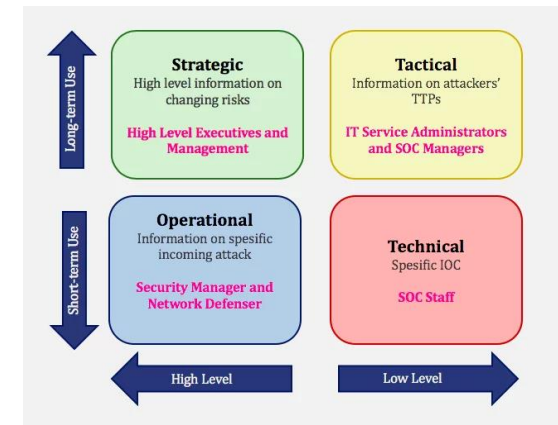 Long-term Use
Strategic
High level information on
changing risks
High Level Executives and
Management
Tactical
Information on attackers'
TTPs
IT Service Administrators
and SOC Managers
Short-term Use
Operational
Information on spesific
incoming attack
Security Manager and
Network Defenser
Technical
Spesific IOC
SOC Staff
High Level
Low Level